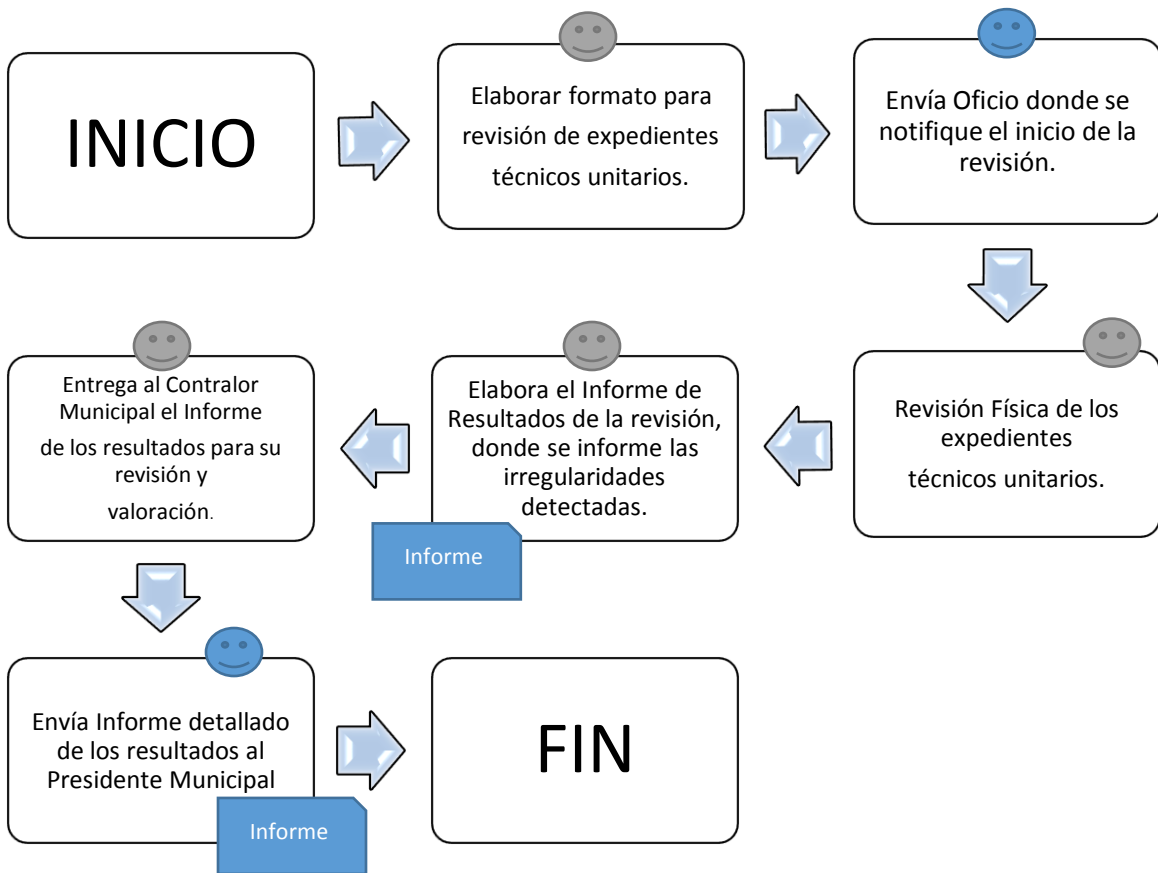 INICIO
Elaborar formato para
revisión de expedientes
técnicos unitarios.
Envía Oficio donde se
notifique el inicio de la
revisión.
Revisión Física de los
expedientes
técnicos unitarios.
Elabora el Informe de
Resultados de la revisión,
donde se informe las
irregularidades
detectadas.
Informe
Entrega al Contralor
Municipal el Informe
de los resultados para su
revisión y
valoración.
Envía Informe detallado
de los resultados al
Presidente Municipal
Informe
FIN